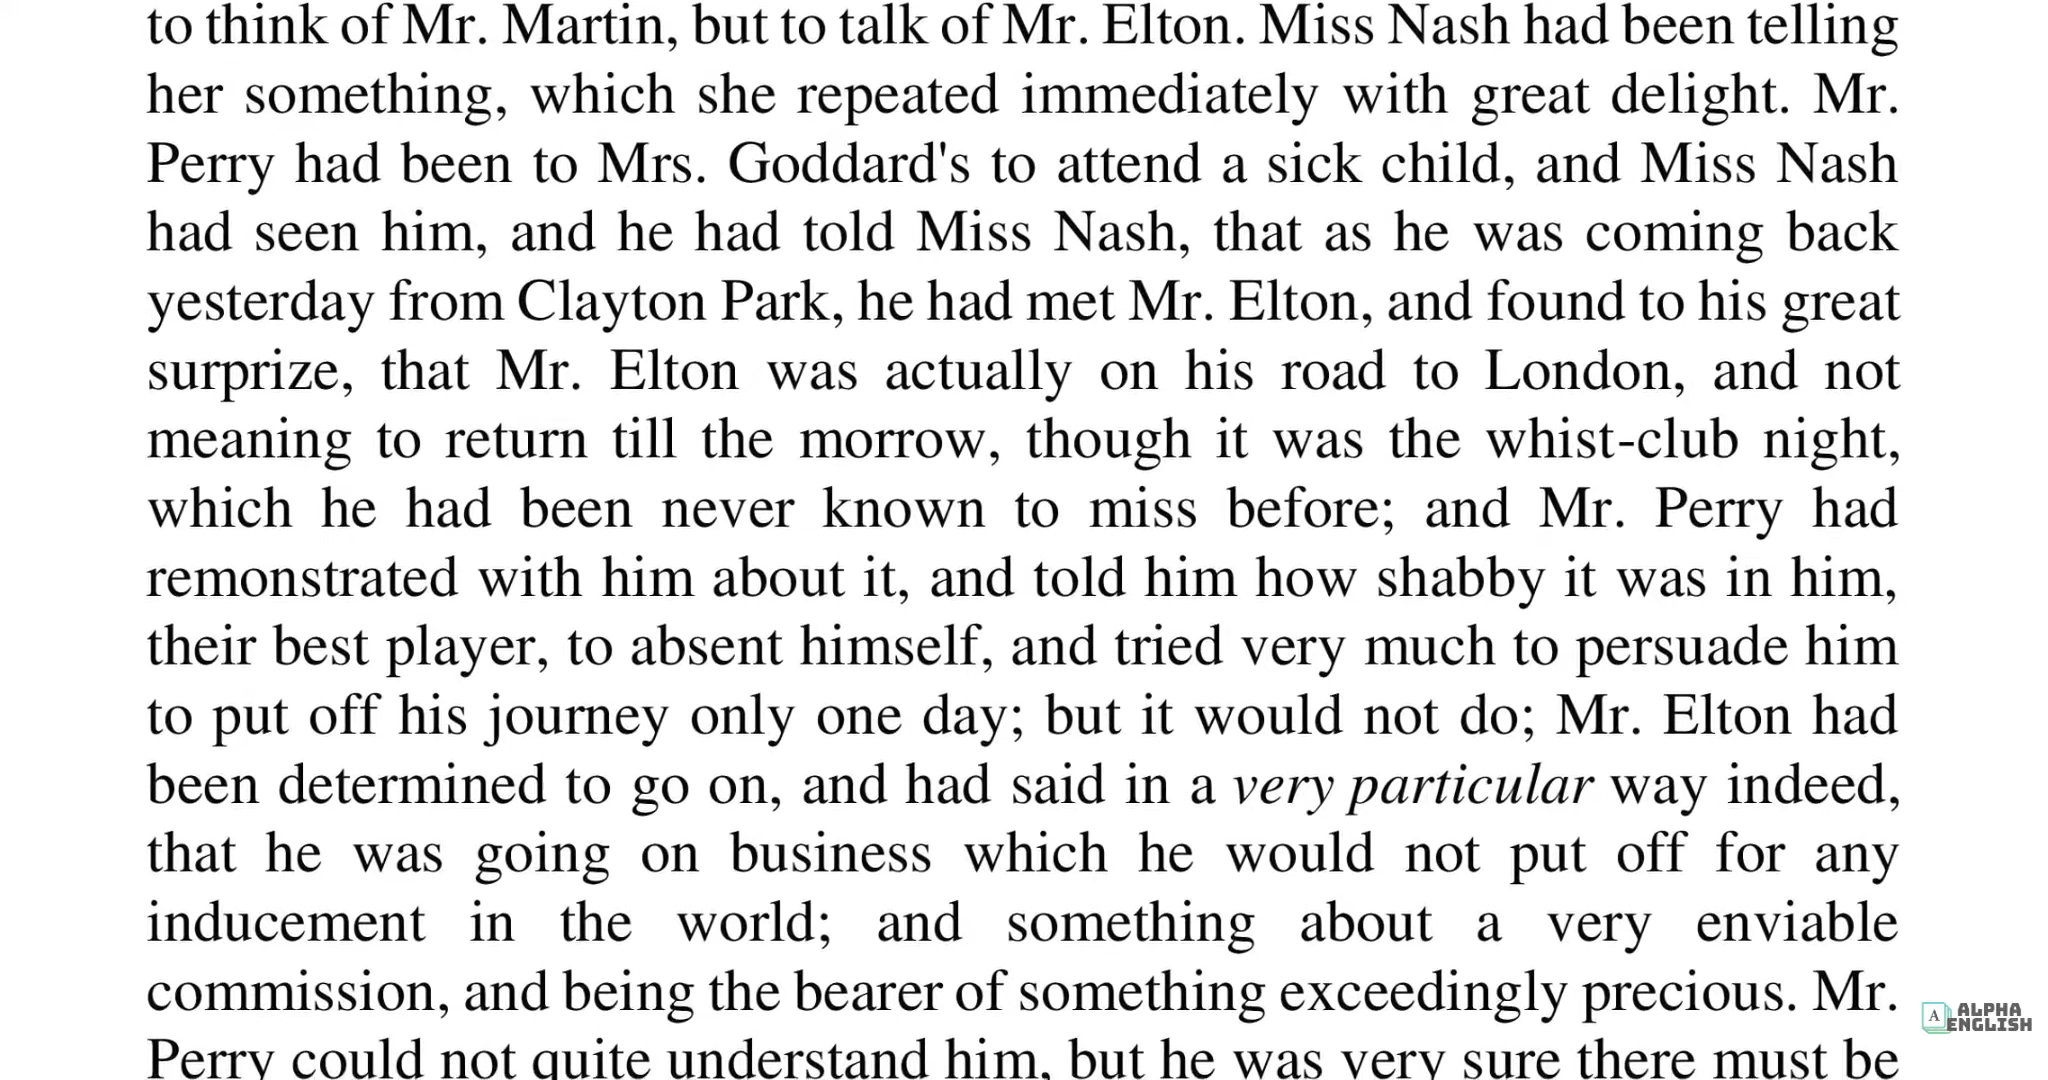 to think of Mr. Martin, but to talk of Mr. Elton. Miss Nash had been telling
her something, which she repeated immediately with great delight. Mr.
Perry had been to Mrs. Goddard's to attend a sick child, and Miss Nash
had seen him, and he had told Miss Nash, that as he was coming back
yesterday from Clayton Park, he had met Mr. Elton, and found to his great
surprize, that Mr. Elton was actually on his road to London, and not
meaning to return till the morrow, though it was the whist-club night,
which he had been never known to miss before; and Mr. Perry had
remonstrated with him about it, and told him how shabby it was in him,
their best player, to absent himself, and tried very much to persuade him
to put off his journey only one day; but it would not do; Mr. Elton had
been determined to go on, and had said in a very particular way indeed,
that he was going on business which he would not put off for any
inducement in the world; and something about a very enviable
commission, and being the bearer of something exceedingly precious. Mr.
Perry could not quite understand him, but he was very sure there must be
A ALPHA
ENGLISH